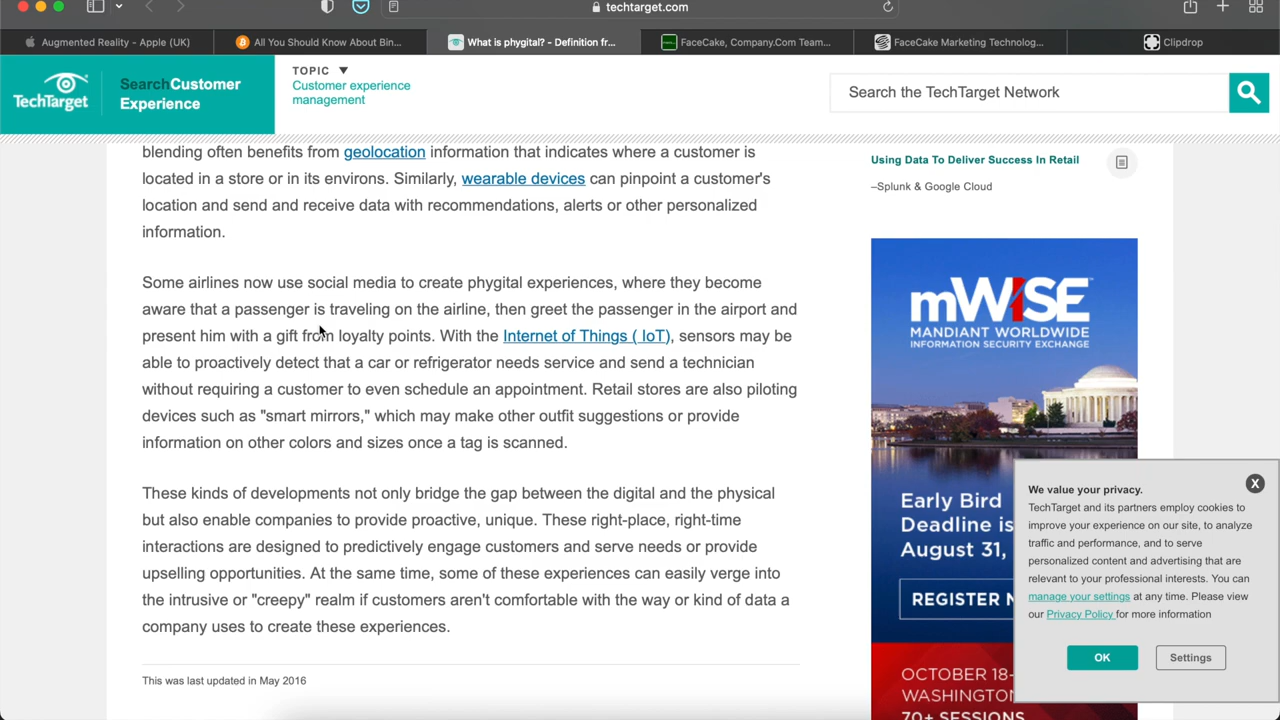 techtarget.com
Augmented Reality - Apple (UK)
All You Should Know About Bin...
What is phygital? - Definition fr...
FaceCake, Company.Com Team...
FaceCake Marketing Technolog...
Clipdrop
TechTarget
SearchCustomer
Experience
TOPIC
Customer experience
management
Search the TechTarget Network
blending often benefits from geolocation information that indicates where a customer is
located in a store or in its environs. Similarly, wearable devices can pinpoint a customer's
location and send and receive data with recommendations, alerts or other personalized
information.
Some airlines now use social media to create phygital experiences, where they become
aware that a passenger is traveling on the airline, then greet the passenger in the airport and
present him with a gift from loyalty points. With the Internet of Things ( IoT), sensors may be
able to proactively detect that a car or refrigerator needs service and send a technician
without requiring a customer to even schedule an appointment. Retail stores are also piloting
devices such as "smart mirrors," which may make other outfit suggestions or provide
information on other colors and sizes once a tag is scanned.
These kinds of developments not only bridge the gap between the digital and the physical
but also enable companies to provide proactive, unique. These right-place, right-time
interactions are designed to predictively engage customers and serve needs or provide
upselling opportunities. At the same time, some of these experiences can easily verge into
the intrusive or "creepy" realm if customers aren't comfortable with the way or kind of data a
company uses to create these experiences.
This was last updated in May 2016
Using Data To Deliver Success In Retail
–Splunk & Google Cloud
mWISE
MANDIANT WORLDWIDE
INFORMATION SECURITY EXCHANGE
Early Bird
Deadline is
August 31,
REGISTER N
OCTOBER 18-
WASHINGTON
70+ SESSIONS
X
We value your privacy.
TechTarget and its partners employ cookies to
improve your experience on our site, to analyze
traffic and performance, and to serve
personalized content and advertising that are
relevant to your professional interests. You can
manage your settings at any time. Please view
our Privacy Policy for more information
OK
Settings